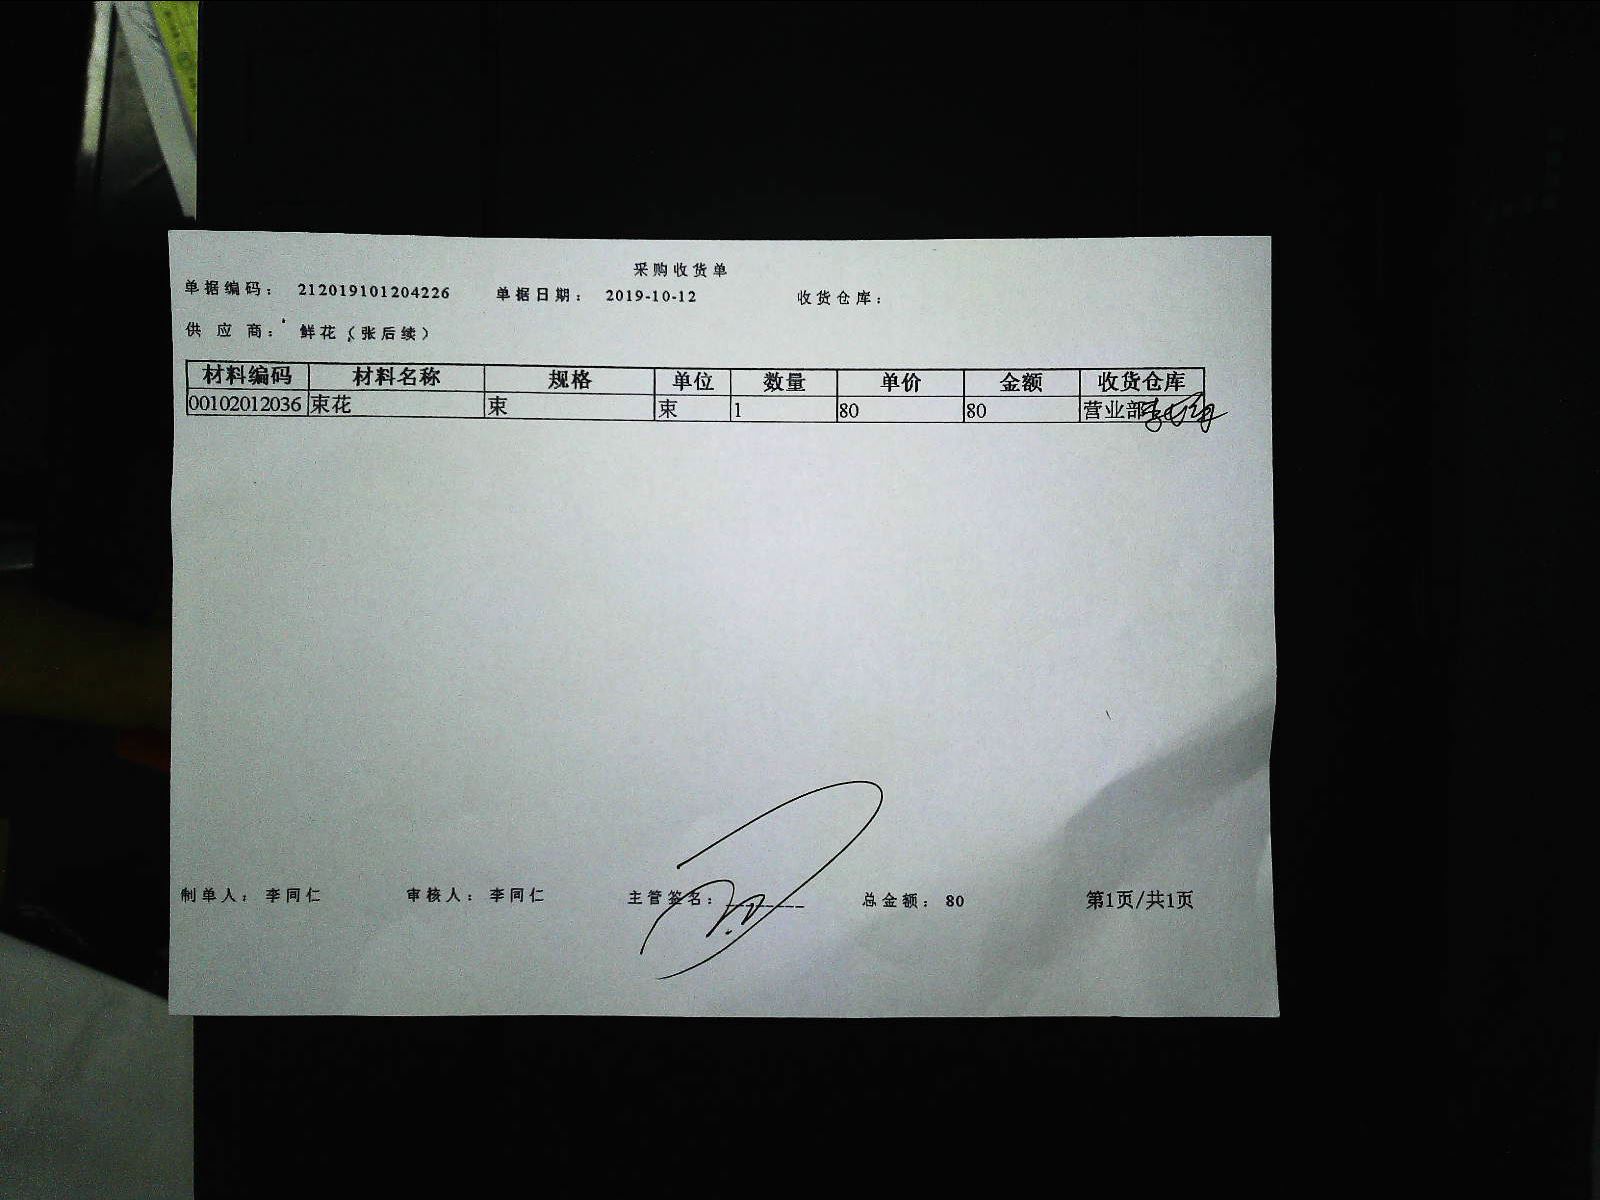 采购收货单
单据编码： 212019101204226 单据日期： 2019-10-12 收货仓库：
供 应 商： 鲜花（张后续）
材料编码 材料名称 规格 单位 数量 单价 金额 收货仓库
00102012036 束花 束 束 1 80 80 营业部
制单人： 李同仁 审核人： 李同仁 主管签名：________ 总金额： 80 第1页/共1页